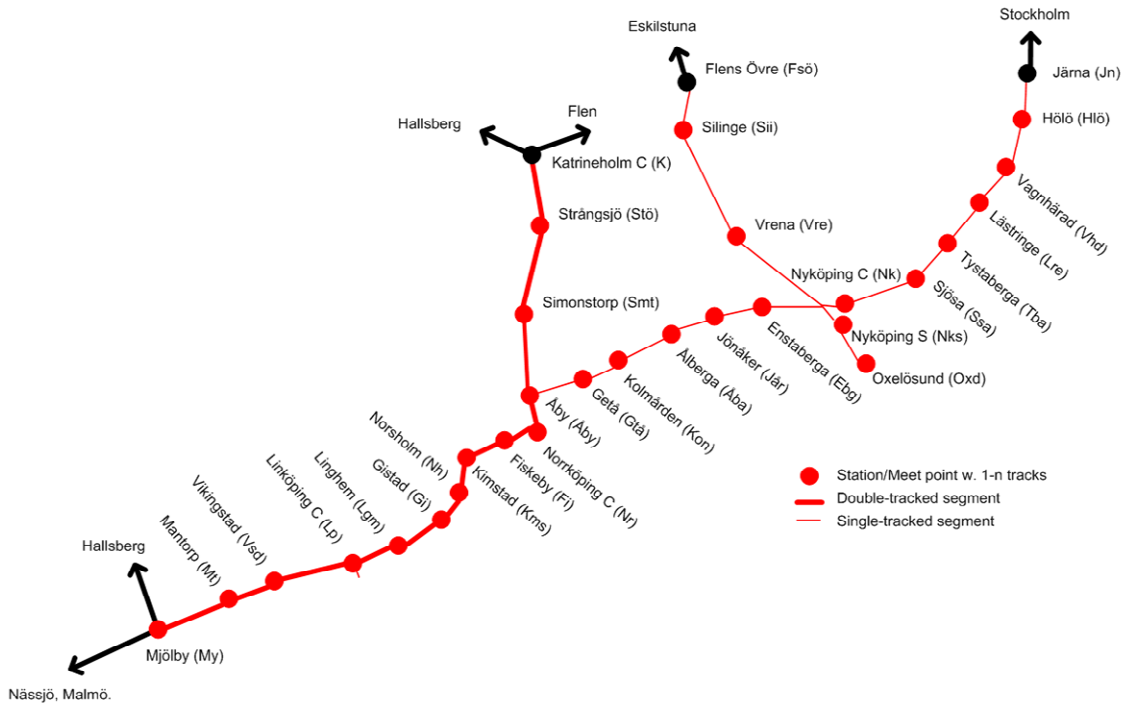 Stockholm
Eskilstuna
Flens Övre (Fsö)
Järna (Jn)
Flen
Hölö (Hlö)
Hallsberg
Silinge (Sii)
Katrineholm C (K)
Vagnhärad (Vhd)
Strångsjö (Stö)
Lästringe (Lre)
Vrena (Vre)
Tystaberga (Tba)
Nyköping C (Nk)
Sjösa (Ssa)
Simonstorp (Smt)
Enstaberga (Ebg)
Nyköping S (Nks)
Jönåker (Jår)
Oxelösund (Oxd)
Ålberga (Åba)
Kolmården (Kon)
Getå (Gtå)
Åby (Åby)
Norrköping C (Nr)
Fiskeby (Fi)
Kimstad (Kms)
Norsholm (Nh)
Gistad (Gi)
Linghem (Lgm)
Linköping C (Lp)
Vikingstad (Vsd)
Mantorp (Mt)
Station/Meet point w. 1-n tracks
Double-tracked segment
Single-tracked segment
Hallsberg
Mjölby (My)
Nässjö, Malmö.